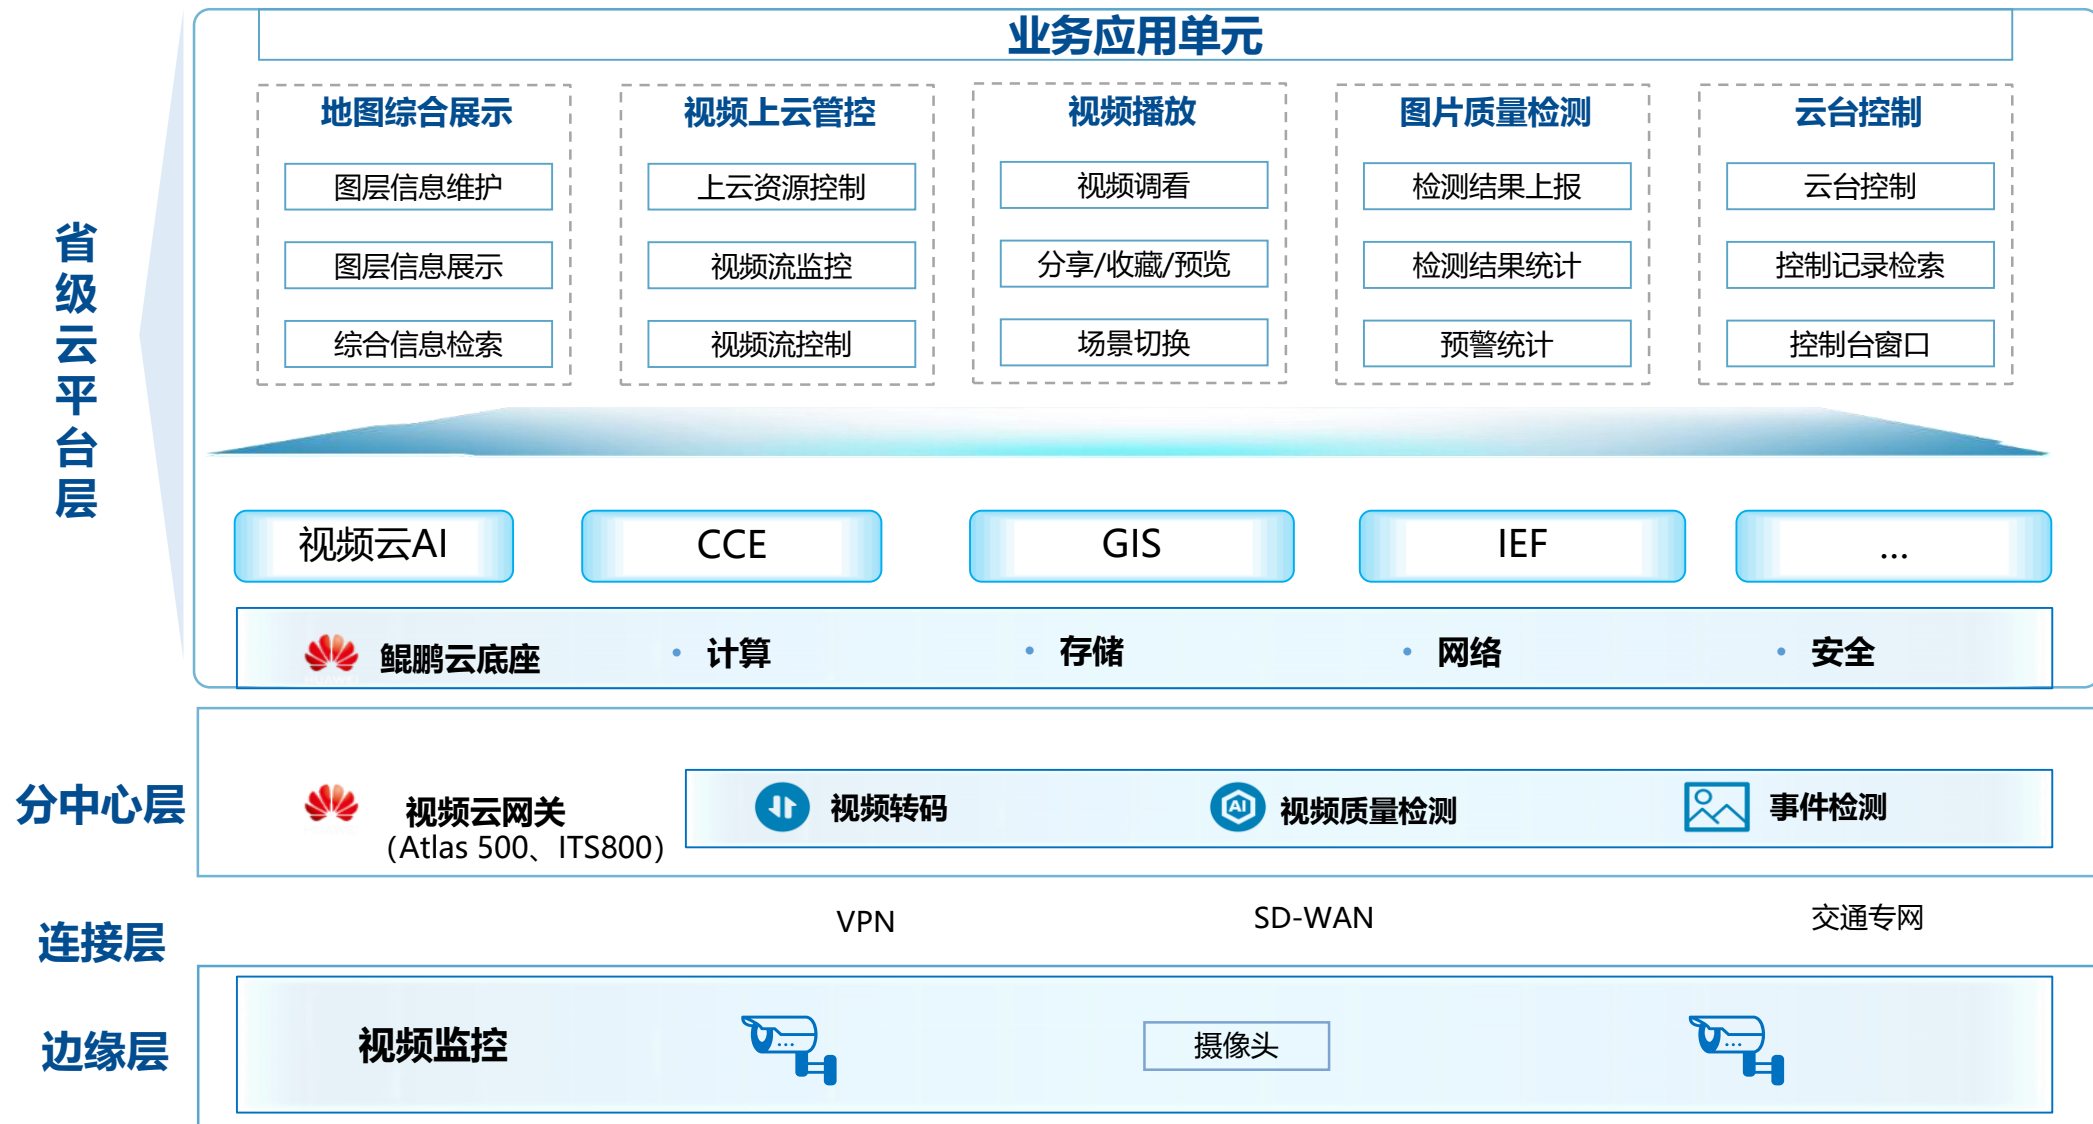 业务应用单元
地图综合展示
视频上云管控
视频播放
图片质量检测
云台控制
图层信息维护
上云资源控制
视频调看
检测结果上报
云台控制
图层信息展示
视频流监控
分享/收藏/预览
检测结果统计
控制记录检索
综合信息检索
视频流控制
场景切换
预警统计
控制台窗口
省级云平台层
视频云AI
CCE
GIS
IEF
...
鲲鹏云底座
• 计算
• 存储
• 网络
• 安全
HUAWEI
分中心层
视频云网关
（Atlas 500、ITS800）
视频转码
AI
视频质量检测
事件检测
连接层
VPN
SD-WAN
交通专网
边缘层
视频监控
摄像头